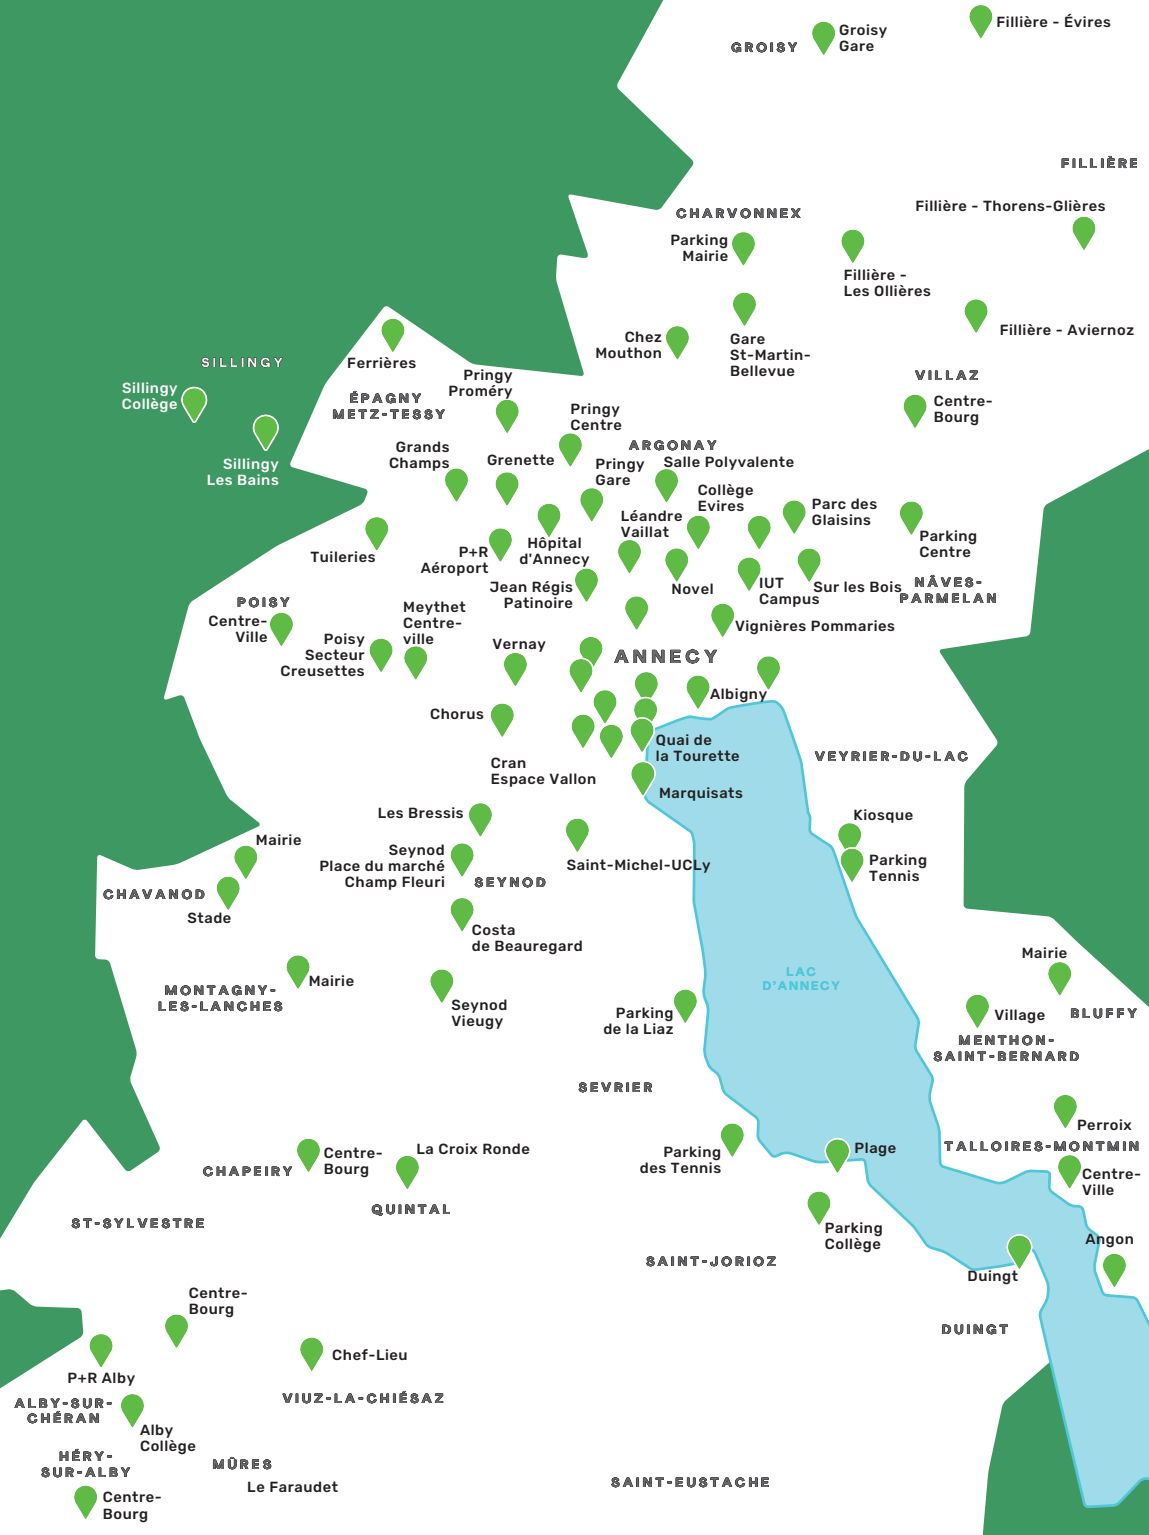 Fillière - Évires
Groisy
Gare
GROISY
FILLIÈRE
Fillière - Thorens-Glières
CHARVONNEX
Parking
Mairie
Fillière -
Les Ollières
Fillière - Aviernoz
Chez
Mouthon
Gare
St-Martin-
Bellevue
SILLINGY
Ferrières
VILLAZ
Centre-
Bourg
Sillingy
Collège
Pringy
Proméry
ÉPAGNY
METZ-TESSY
Pringy
Centre
ARGONAY
Salle Polyvalente
Grands
Champs
Grenette
Pringy
Gare
Sillingy
Les Bains
Collège
Evires
Parc des
Glaisins
Léandre
Vaillat
Parking
Centre
Tuileries
P+R
Aéroport
Hôpital
d'Annecy
NÂVES-
PARMELAN
Jean Régis
Patinoire
Novel
IUT
Campus
Sur les Bois
POISY
Centre-
Ville
Meythet
Centre-
ville
Vignières Pommaries
Poisy
Secteur
Creusettes
Vernay
ANNECY
Albigny
Chorus
Quai de
la Tourette
VEYRIER-DU-LAC
Cran
Espace Vallon
Marquisats
Les Bressis
Kiosque
Mairie
Seynod
Place du marché
Champ Fleuri
Saint-Michel-UCLy
Parking
Tennis
SEYNOD
CHAVANOD
Stade
Costa
de Beauregard
Mairie
LAC
D'ANNECY
Mairie
MONTAGNY-
LES-LANCHES
Seynod
Vieugy
Parking
de la Liaz
Village
BLUFFY
MENTHON-
SAINT-BERNARD
SEVRIER
Perroix
TALLOIRES-MONTMIN
La Croix Ronde
Centre-
Bourg
CHAPEIRY
Parking
des Tennis
Plage
Centre-
Ville
QUINTAL
ST-SYLVESTRE
Parking
Collège
Angon
SAINT-JORIOZ
Duingt
Centre-
Bourg
DUINGT
Chef-Lieu
P+R Alby
VIUZ-LA-CHIÉSAZ
ALBY-SUR-
CHÉRAN
Alby
Collège
HÉRY-
SUR-ALBY
MÛRES
Le Faraudet
SAINT-EUSTACHE
Centre-
Bourg